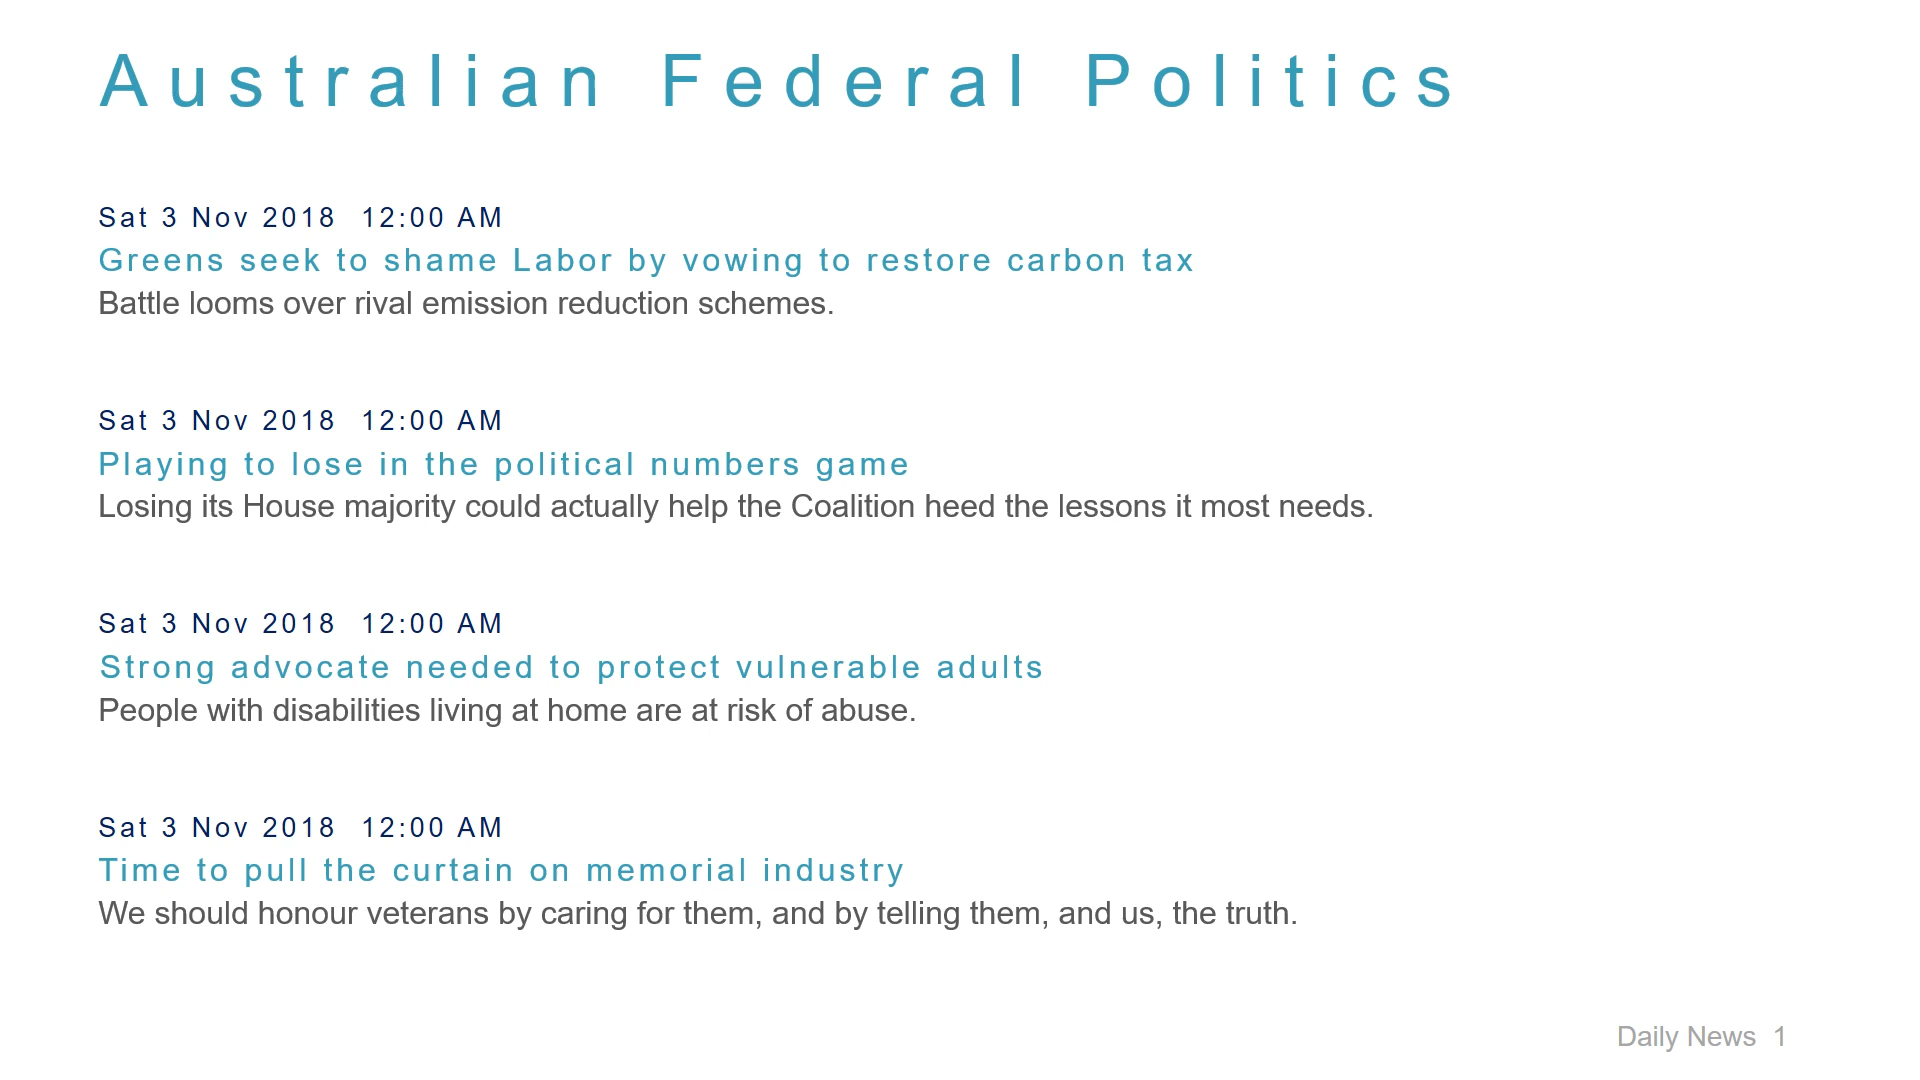 Australian Federal Politics
Sat 3 Nov 2018  12:00 AM
Greens seek to shame Labor by vowing to restore carbon tax
Battle looms over rival emission reduction schemes.
Sat 3 Nov 2018  12:00 AM
Playing to lose in the political numbers game
Losing its House majority could actually help the Coalition heed the lessons it most needs.
Sat 3 Nov 2018  12:00 AM
Strong advocate needed to protect vulnerable adults
People with disabilities living at home are at risk of abuse.
Sat 3 Nov 2018  12:00 AM
Time to pull the curtain on memorial industry
We should honour veterans by caring for them, and by telling them, and us, the truth.
Daily News  1